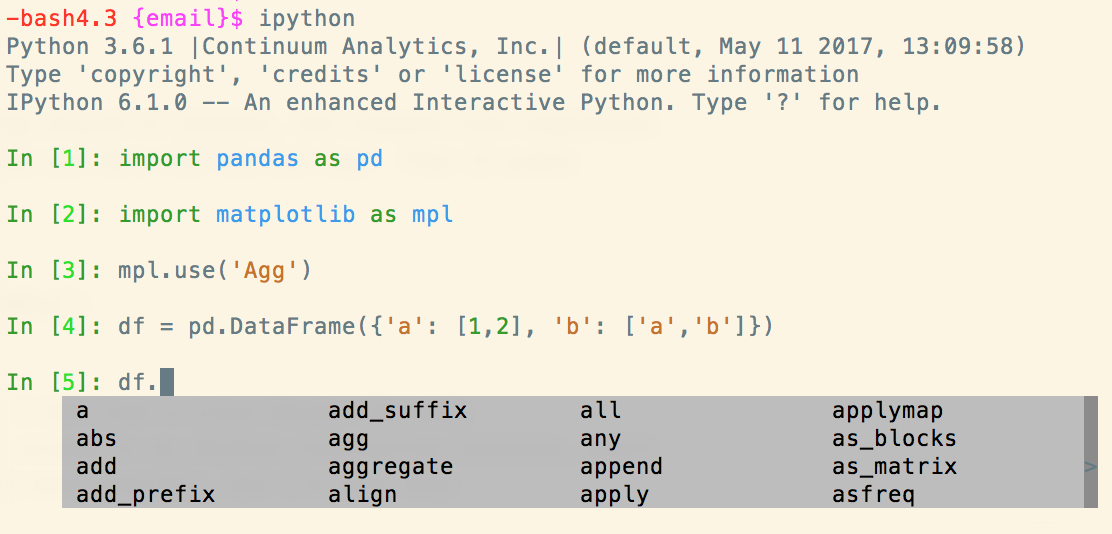 -bash4.3 {email}$ ipython
Python 3.6.1 |Continuum Analytics, Inc.| (default, May 11 2017, 13:09:58)
Type 'copyright', 'credits' or 'license' for more information
IPython 6.1.0 -- An enhanced Interactive Python. Type '?' for help.
In [1]: import pandas as pd
In [2]: import matplotlib as mpl
In [3]: mpl.use('Agg')
In [4]: df = pd.DataFrame({'a': [1,2], 'b': ['a','b']})
In [5]: df.
a add_suffix all applymap
abs agg any as_blocks
add aggregate append as_matrix >
add_prefix align apply asfreq